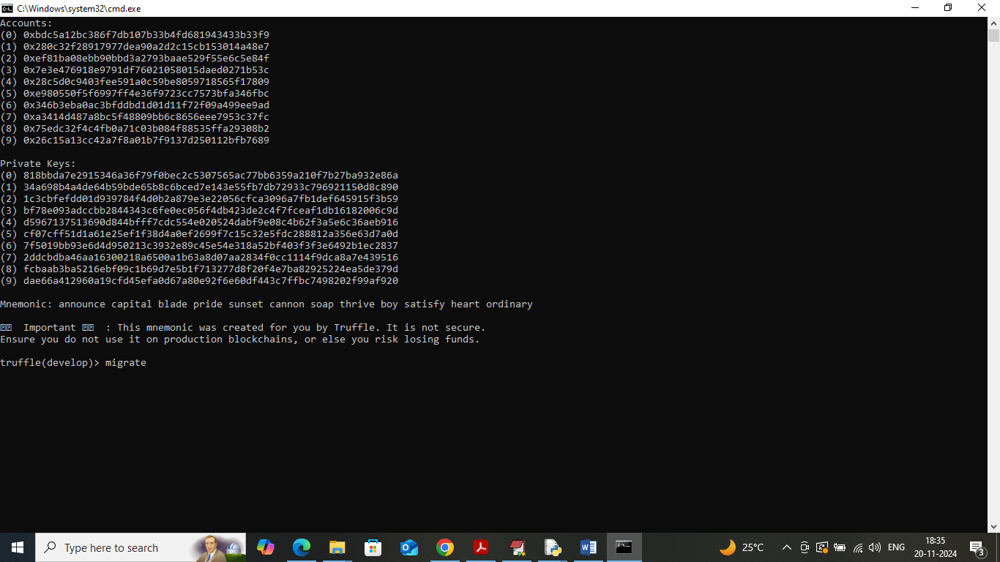 C:\Windows\system32\cmd.exe
Accounts:
(0) 0xbdc5a12bc386f7db107b33b4fd681943433b33f9
(1) 0x280c32f28917977dea90a2d2c15cb153014a48e7
(2) 0xef81ba08ebb90bbd3a2793baae529f55e6c5e84f
(3) 0x7e3e476918e9791df76021058015daed0271b53c
(4) 0x28c5d0c9403fee591a0c59be8059718565f17809
(5) 0xe980550f5f6997ff4e36f9723cc7573bfa346fbc
(6) 0x346b3eba0ac3bfddbd1d01d11f72f09a499ee9ad
(7) 0xa3414d487a8bc5f48809bb6c8656eee7953c37fc
(8) 0x75edc32f4c4fb0a71c03b084f88535ffa29308b2
(9) 0x26c15a13cc42a7f8a01b7f9137d250112bfb7689
Private Keys:
(0) 818bbda7e2915346a36f79f0bec2c5307565ac77bb6359a210f7b27ba932e86a
(1) 34a698b4a4de64b59bde65b8c6bced7e143e55fb7db72933c796921150d8c890
(2) 1c3cbfefdd01d939784f4d0b2a879e3e22056cfca3096a7fb1def645915f3b59
(3) bf78e093adccbb2844343c6fe0ec056f4db423de2c4f7fceaf1db16182006c9d
(4) d5967137513690d844bfff7cdc554e020524dabf9e08c4b62f3a5e6c36aeb916
(5) cf07cff51d1a61e25ef1f38d4a0ef2699f7c15c32e5fdc288812a356e63d7a0d
(6) 7f5019bb93e6d4d950213c3932e89c45e54e318a52bf403f3f3e6492b1ec2837
(7) 2ddcbdba46aa16300218a6500a1b63a8d07aa2834f0cc1114f9dca8a7e439516
(8) fcbaab3ba5216ebf09c1b69d7e5b1f713277d8f20f4e7ba82925224ea5de379d
(9) dae66a412960a19cfd45efa0d67a80e92f6e60df443c7ffbc7498202f99af920
Mnemonic: announce capital blade pride sunset cannon soap thrive boy satisfy heart ordinary
Important : This mnemonic was created for you by Truffle. It is not secure.
Ensure you do not use it on production blockchains, or else you risk losing funds.
truffle(develop)> migrate
Type here to search
25°C
ENG
18:35
20-11-2024
3